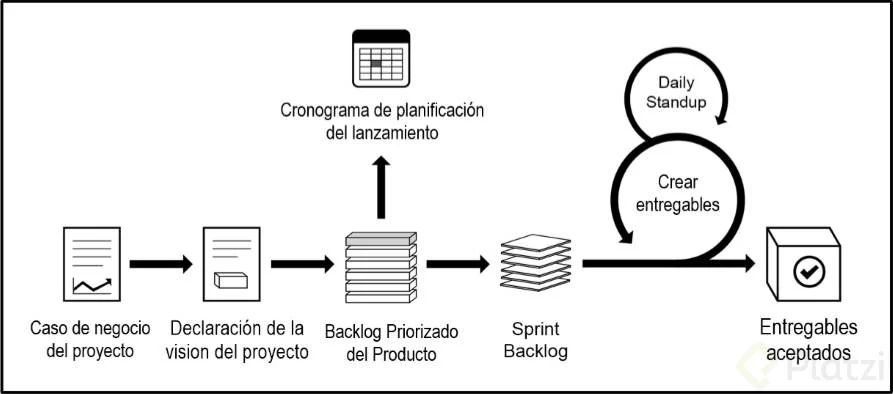 Cronograma de planificación
del lanzamiento
Daily
Standup
Crear
entregables
Caso de negocio
del proyecto
Declaración de la
vision del proyecto
Backlog Priorizado
del Producto
Sprint
Backlog
Entregables
aceptados
Platzi